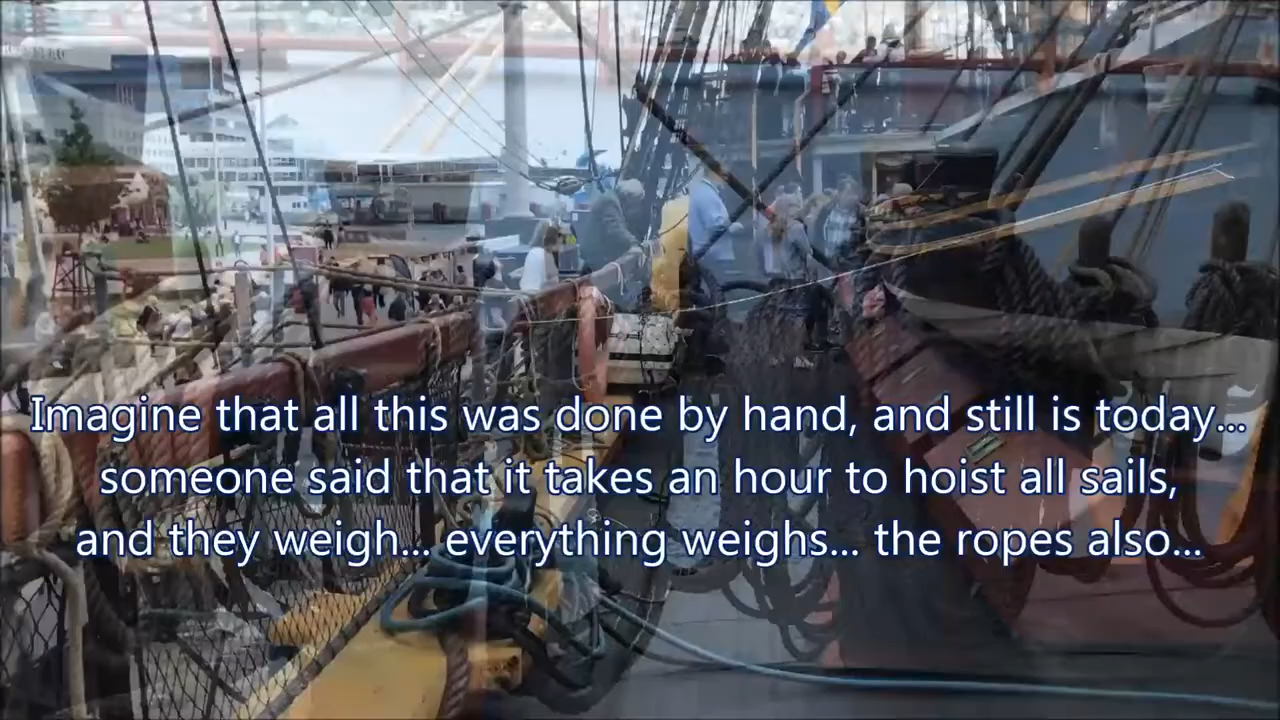 Imagine that all this was done by hand, and still is today...
someone said that it takes an hour to hoist all sails,
and they weigh... everything weighs... the ropes also...